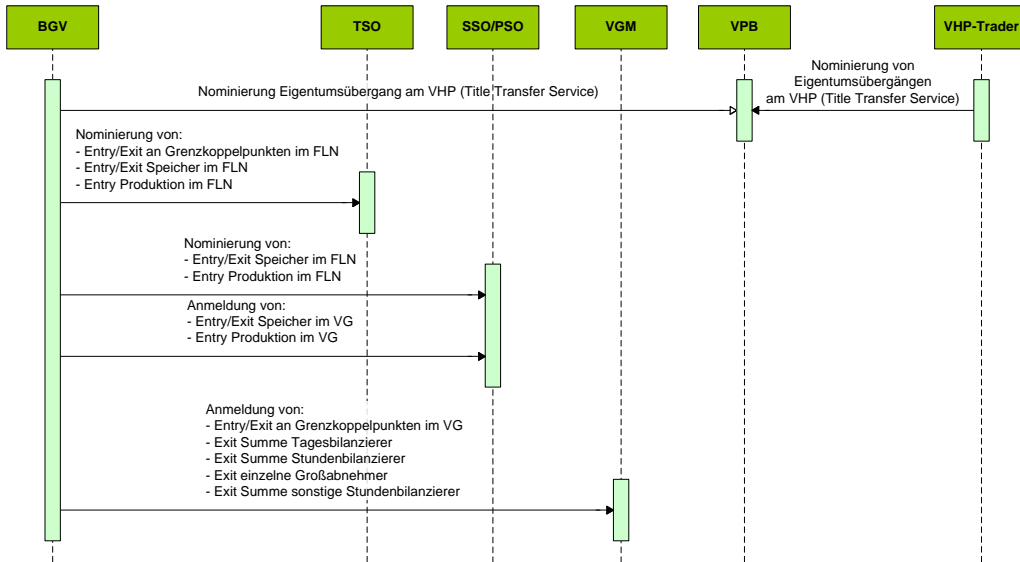 BGV
TSO
SSO/PSO
VGM
VPB
VHP-Trader
Nominierung Eigentumsübergang am VHP (Title Transfer Service)
Nominierung von
Eigentumsübergängen
am VHP (Title Transfer Service)
Nominierung von:
- Entry/Exit an Grenzkoppelpunkten im FLN
- Entry/Exit Speicher im FLN
- Entry Produktion im FLN
Nominierung von:
- Entry/Exit Speicher im FLN
- Entry Produktion im FLN
Anmeldung von:
- Entry/Exit Speicher im VG
- Entry Produktion im VG
Anmeldung von:
- Entry/Exit an Grenzkoppelpunkten im VG
- Exit Summe Tagesbilanzierer
- Exit Summe Stundenbilanzierer
- Exit einzelne Großabnehmer
- Exit Summe sonstige Stundenbilanzierer